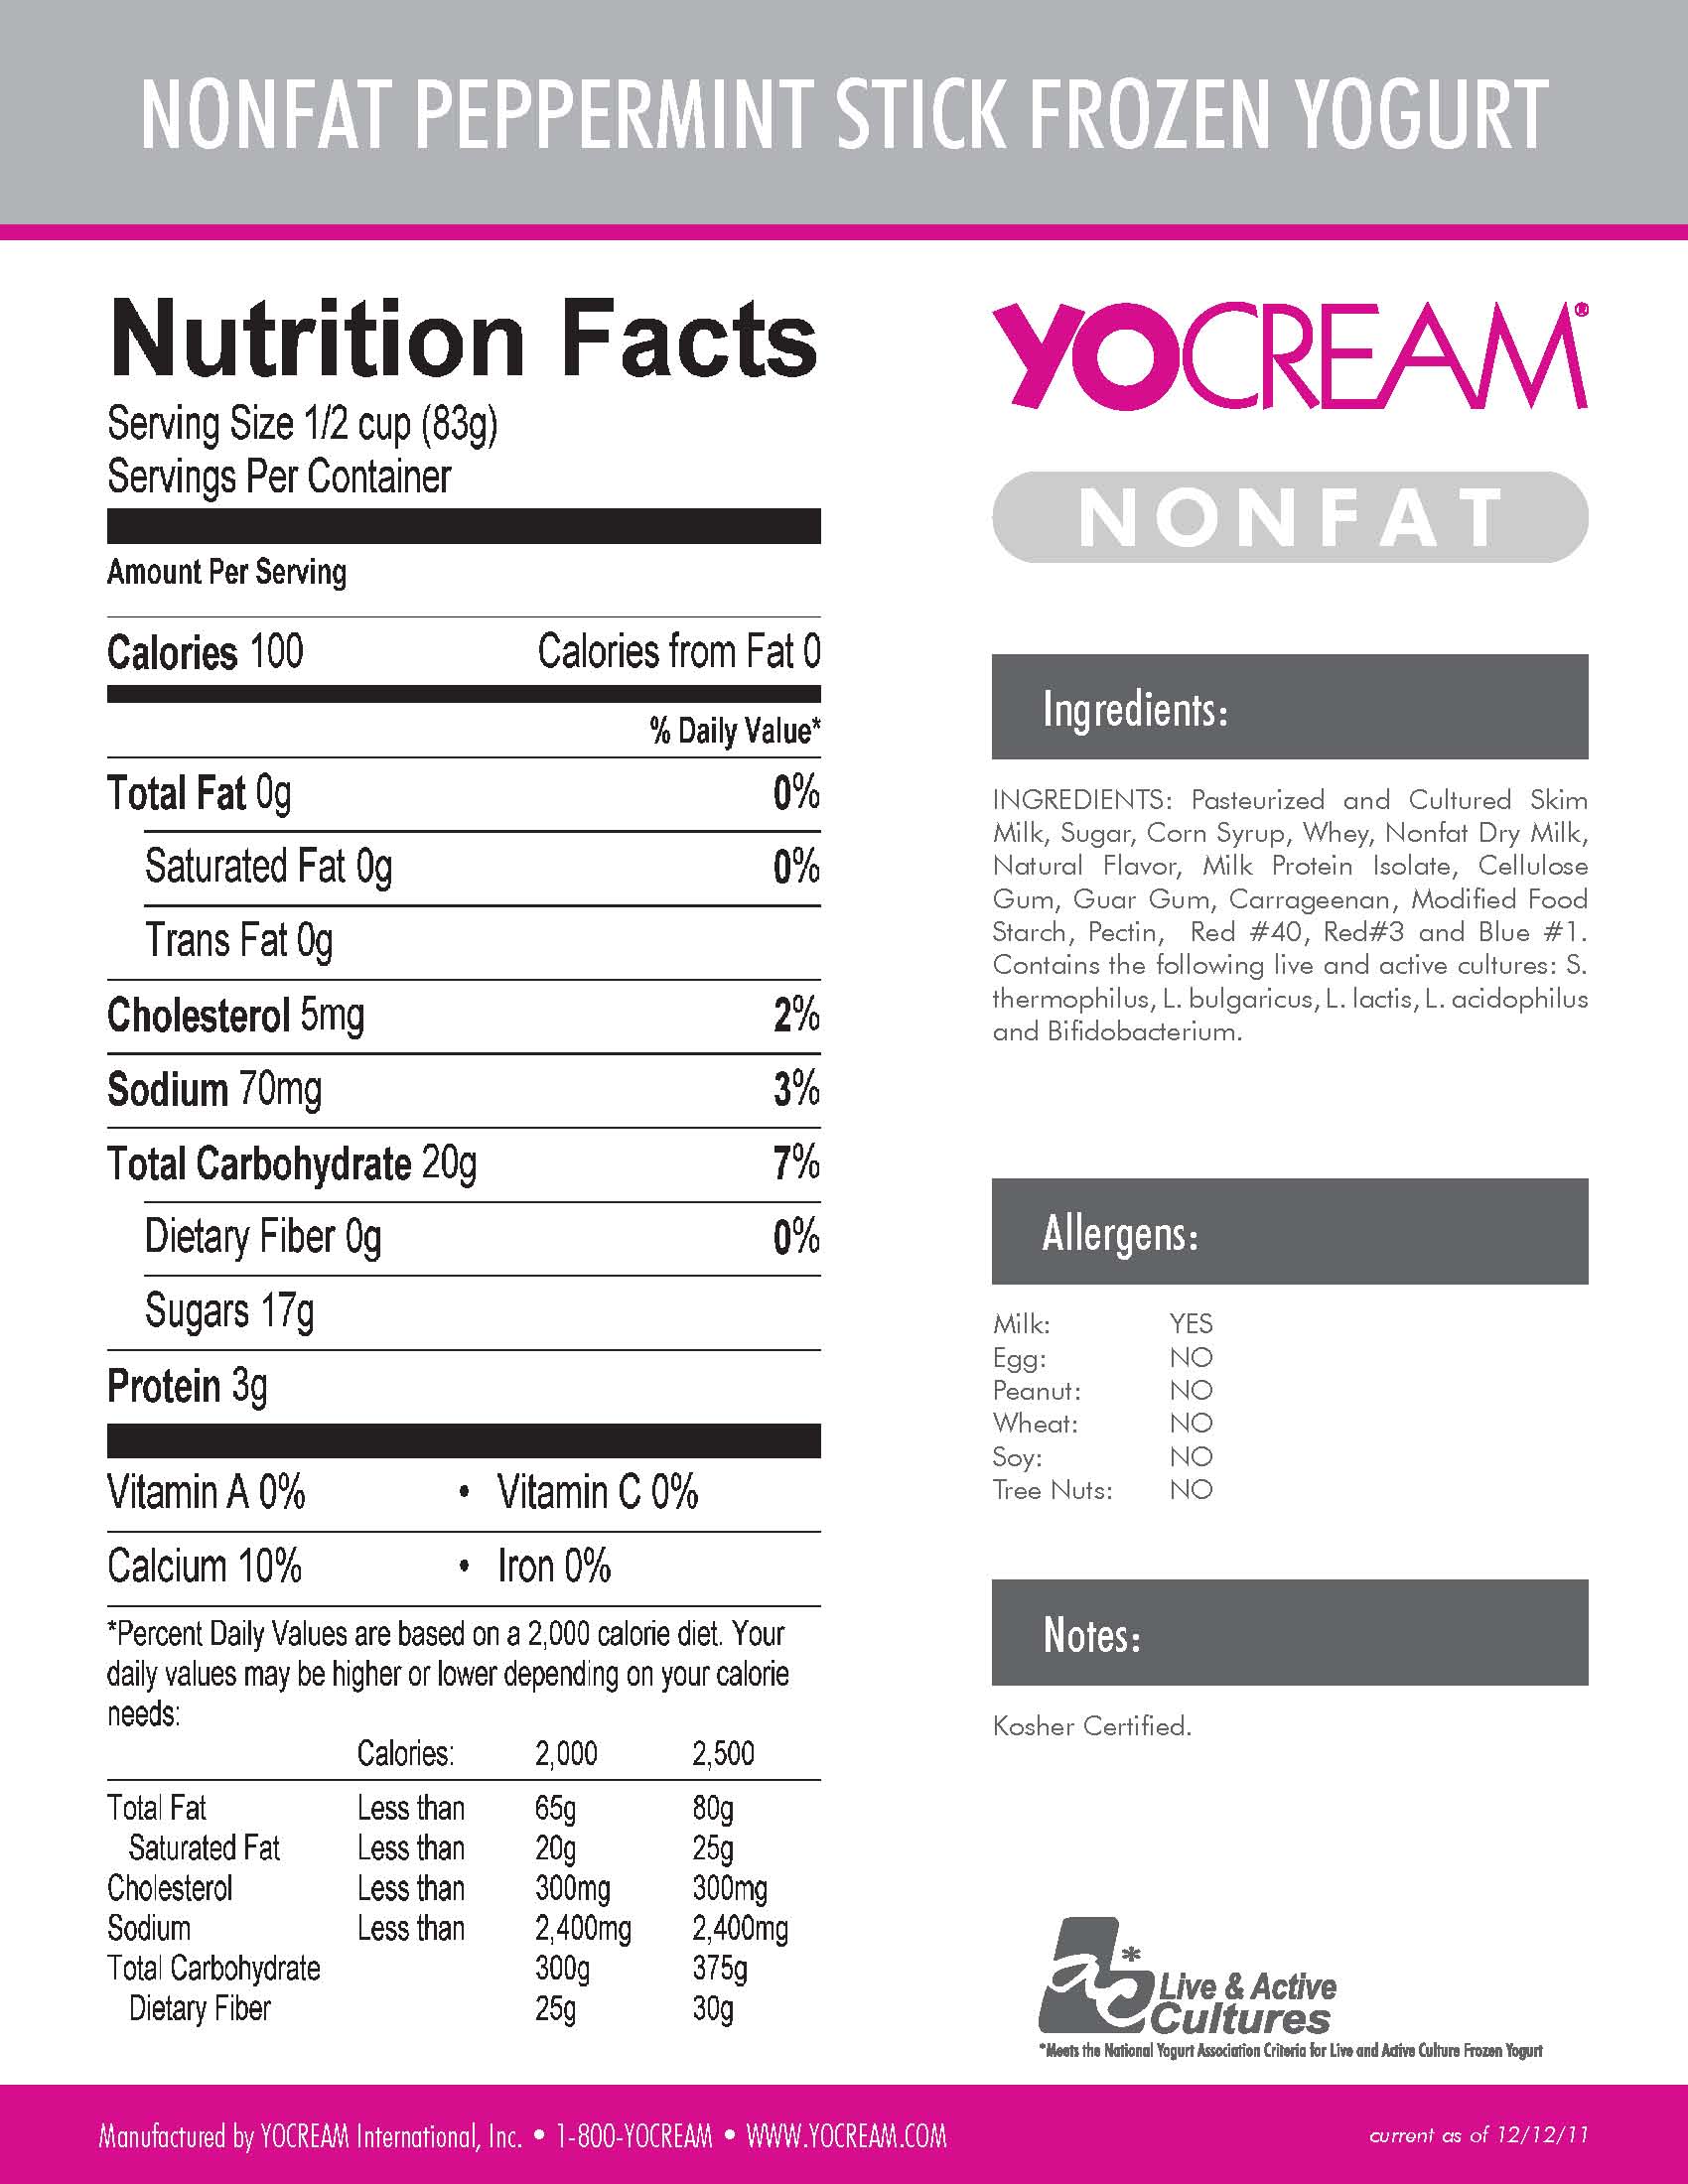 NONFAT PEPPERMINT STICK FROZEN YOGURT
Nutrition Facts
Serving Size 1/2 cup (83g)
Servings Per Container
Amount Per Serving
Calories 100 Calories from Fat 0
% Daily Value*
Total Fat 0g 0%
Saturated Fat 0g 0%
Trans Fat 0g
Cholesterol 5mg 2%
Sodium 70mg 3%
Total Carbohydrate 20g 7%
Dietary Fiber 0g 0%
Sugars 17g
Protein 3g
Vitamin A 0% • Vitamin C 0%
Calcium 10% • Iron 0%
*Percent Daily Values are based on a 2,000 calorie diet. Your
daily values may be higher or lower depending on your calorie
needs:
Calories: 2,000 2,500
Total Fat Less than 65g 80g
Saturated Fat Less than 20g 25g
Cholesterol Less than 300mg 300mg
Sodium Less than 2,400mg 2,400mg
Total Carbohydrate 300g 375g
Dietary Fiber 25g 30g
YOCREAM®
NONFAT
Ingredients:
INGREDIENTS: Pasteurized and Cultured Skim
Milk, Sugar, Corn Syrup, Whey, Nonfat Dry Milk,
Natural Flavor, Milk Protein Isolate, Cellulose
Gum, Guar Gum, Carrageenan, Modified Food
Starch, Pectin, Red #40, Red#3 and Blue #1.
Contains the following live and active cultures: S.
thermophilus, L. bulgaricus, L. lactis, L. acidophilus
and Bifidobacterium.
Allergens:
Milk: YES
Egg: NO
Peanut: NO
Wheat: NO
Soy: NO
Tree Nuts: NO
Notes:
Kosher Certified.
ac*
Live & Active
Cultures
*Meets the National Yogurt Association Criteria for Live and Active Culture Frozen Yogurt
Manufactured by YOCREAM International, Inc. • 1-800-YOCREAM • WWW.YOCREAM.COM
current as of 12/12/11